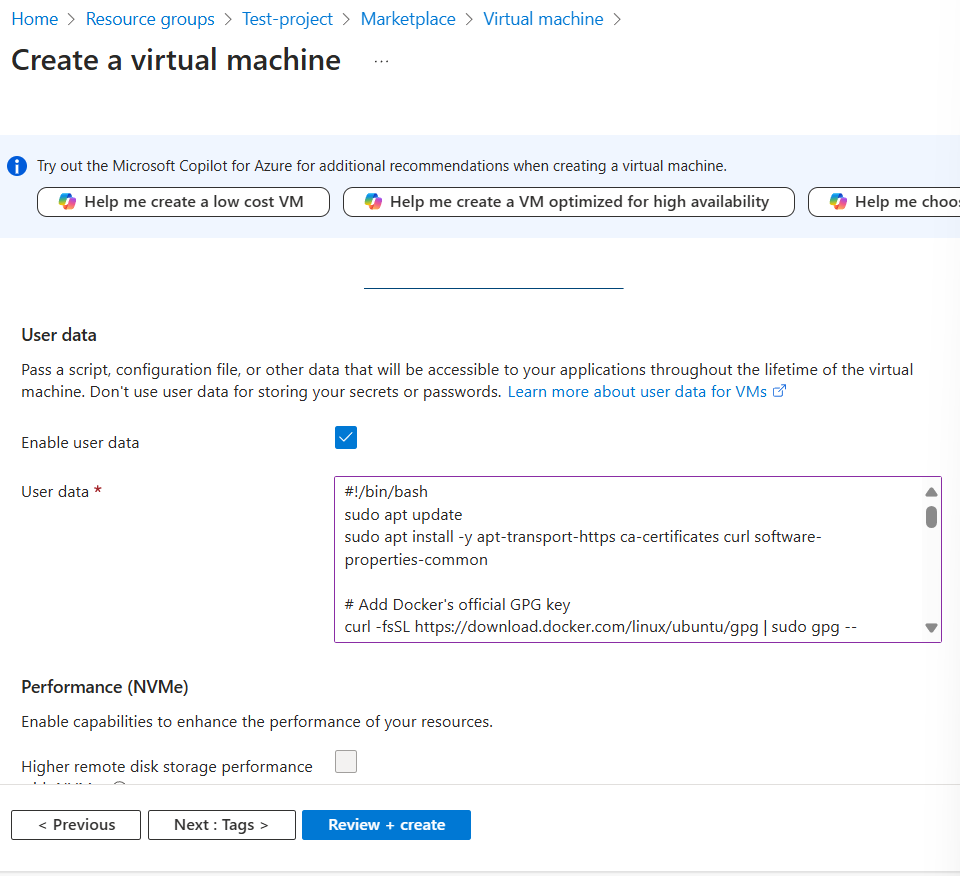 Home > Resource groups > Test-project > Marketplace > Virtual machine >
Create a virtual machine ...
Try out the Microsoft Copilot for Azure for additional recommendations when creating a virtual machine.
Help me create a low cost VM
Help me create a VM optimized for high availability
Help me choos
User data
Pass a script, configuration file, or other data that will be accessible to your applications throughout the lifetime of the virtual
machine. Don't use user data for storing your secrets or passwords. Learn more about user data for VMs
Enable user data
User data *
#!/bin/bash
sudo apt update
sudo apt install -y apt-transport-https ca-certificates curl software-
properties-common
# Add Docker's official GPG key
curl -fsSL https://download.docker.com/linux/ubuntu/gpg | sudo gpg --
Performance (NVMe)
Enable capabilities to enhance the performance of your resources.
Higher remote disk storage performance
< Previous
Next : Tags >
Review + create